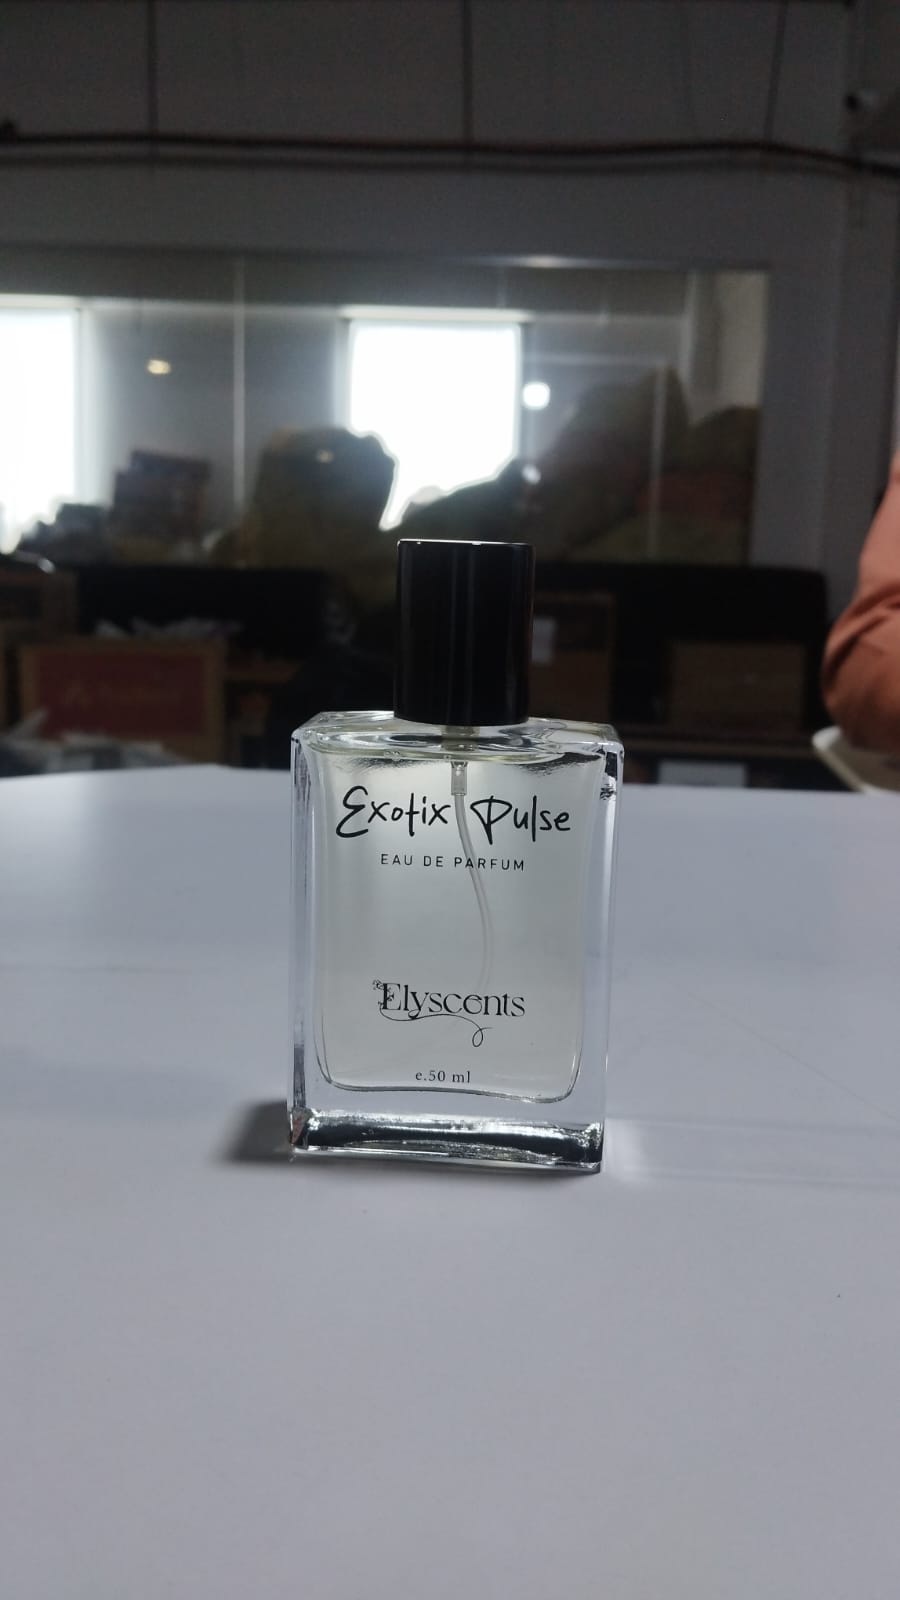 Exotix Pulse
EAU DE PARFUM
Elyscents
e.50 ml